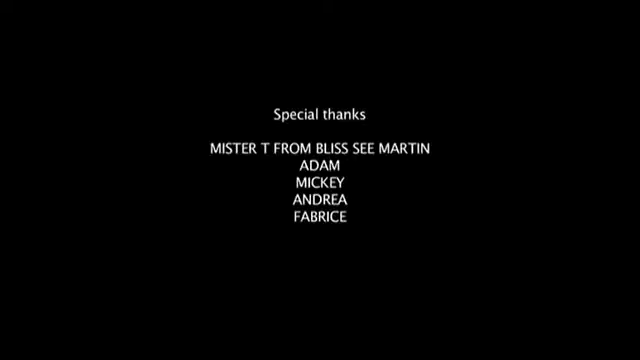 Special thanks
MISTER T FROM BLISS SEE MARTIN
ADAM
MICKEY
ANDREA
FABRICE